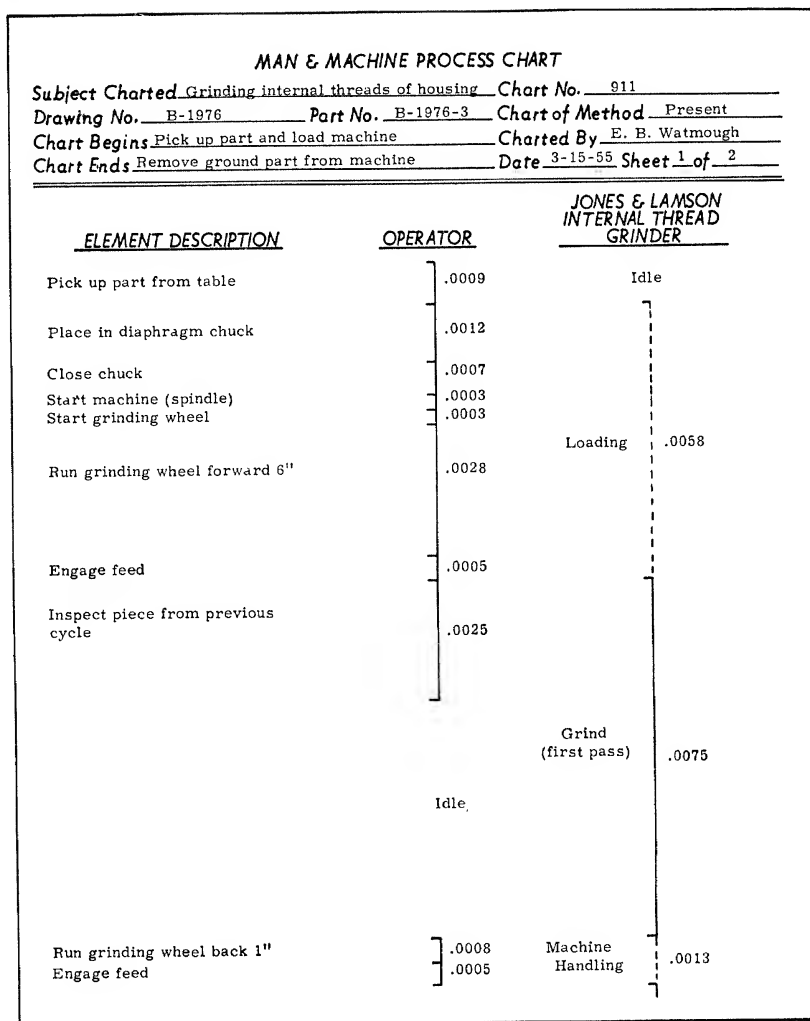 MAN & MACHINE PROCESS CHART
Subject Charted Grinding internal threads of housing Chart No. 911
Drawing No. B-1976 Part No. B-1976-3 Chart of Method Present
Chart Begins Pick up part and load machine Charted By E. B. Watmough
Chart Ends Remove ground part from machine Date 3-15-55 Sheet 1 of 2
JONES & LAMSON
INTERNAL THREAD
ELEMENT DESCRIPTION OPERATOR GRINDER
Pick up part from table .0009 Idle
Place in diaphragm chuck .0012
Close chuck .0007
Start machine (spindle) .0003
Start grinding wheel .0003
Loading .0058
Run grinding wheel forward 6" .0028
Engage feed .0005
Inspect piece from previous
cycle .0025
Grind
(first pass) .0075
Idle
Run grinding wheel back 1" .0008 Machine
Engage feed .0005 Handling .0013